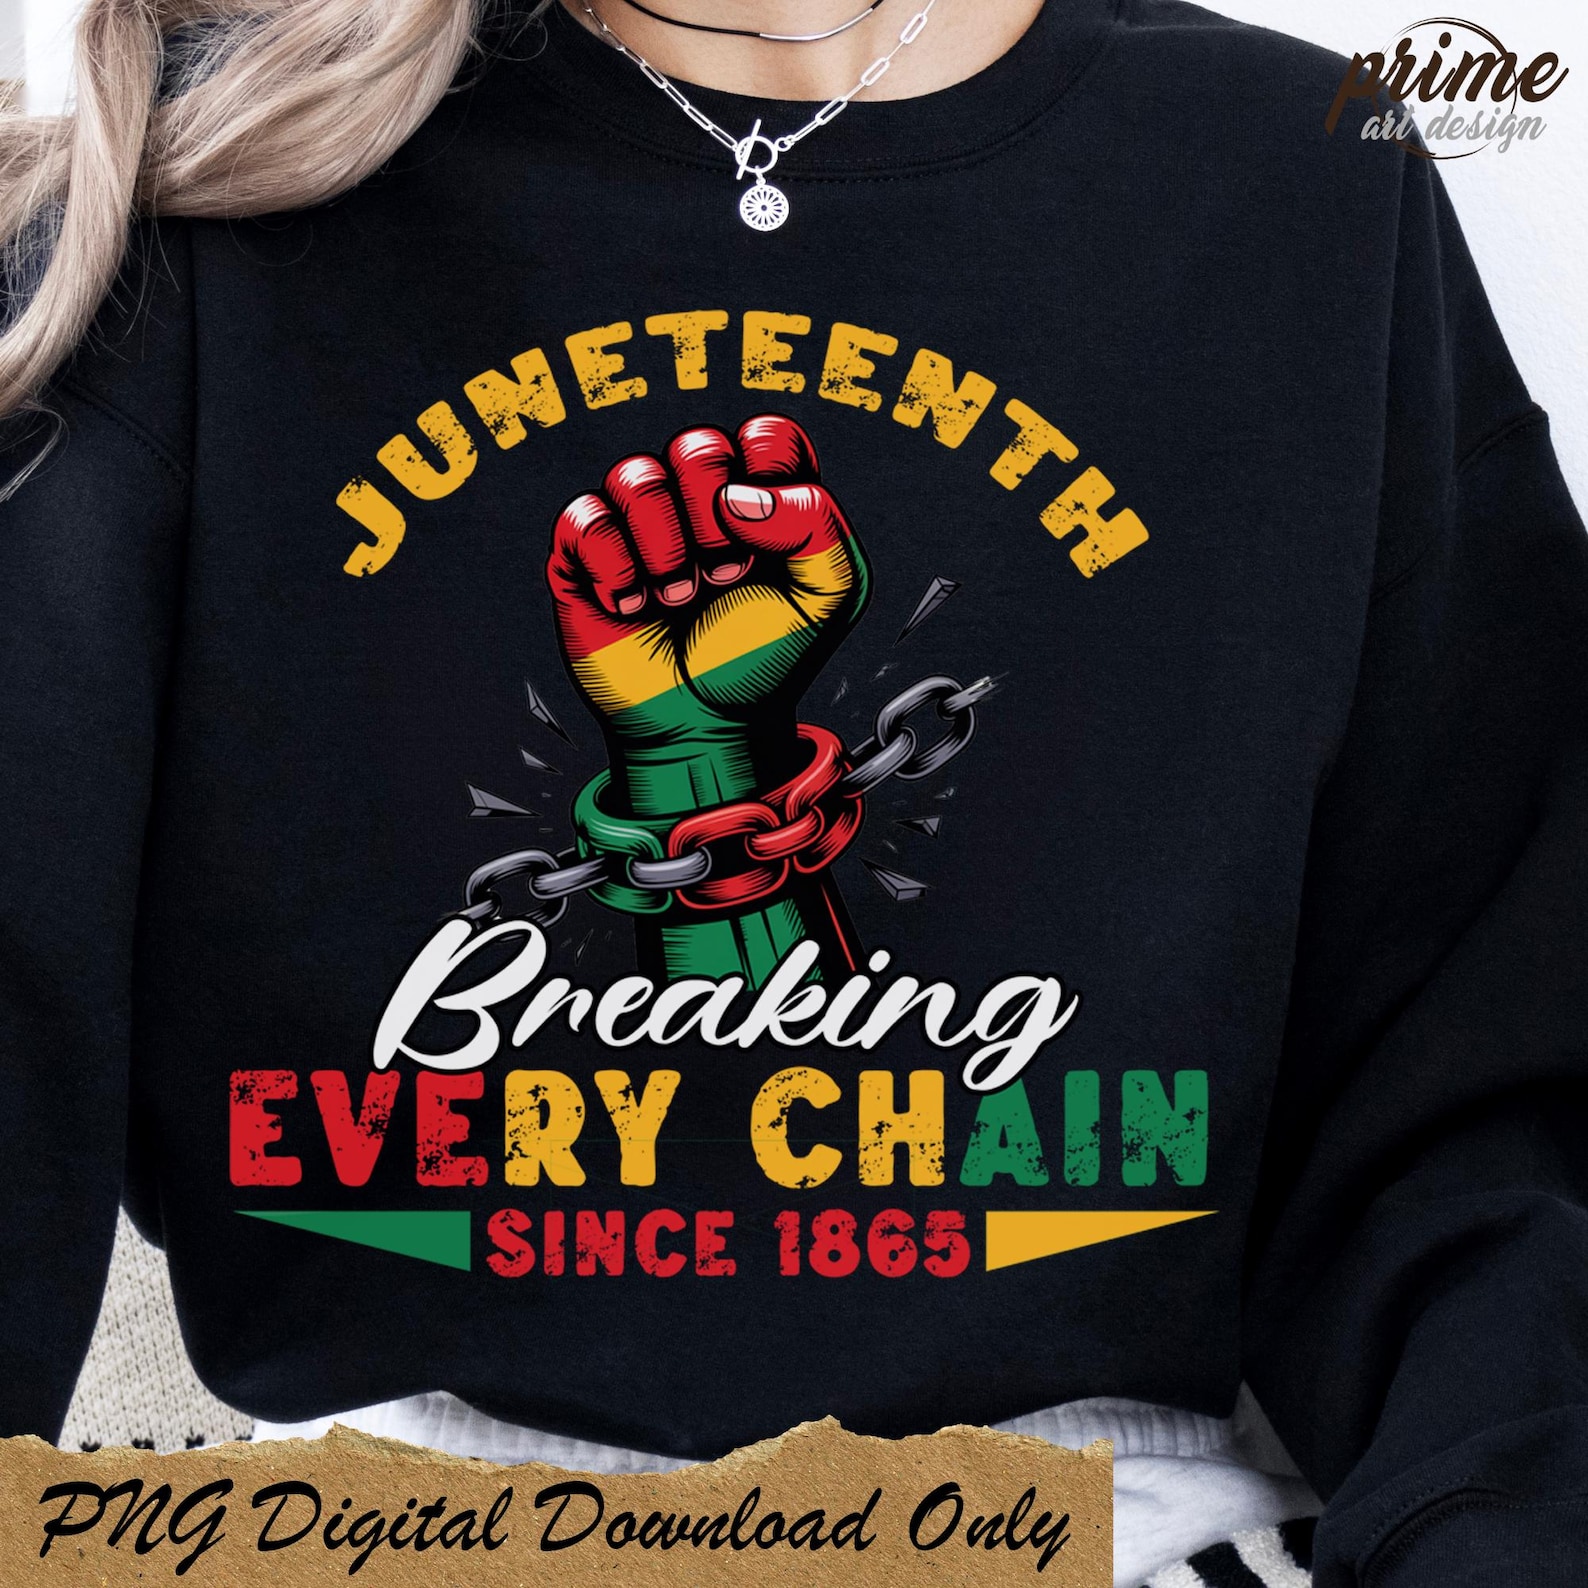 prime
art design
JUNETEENTH
Breaking
EVERY CHAIN
SINCE 1865
PNG Digital Download Only